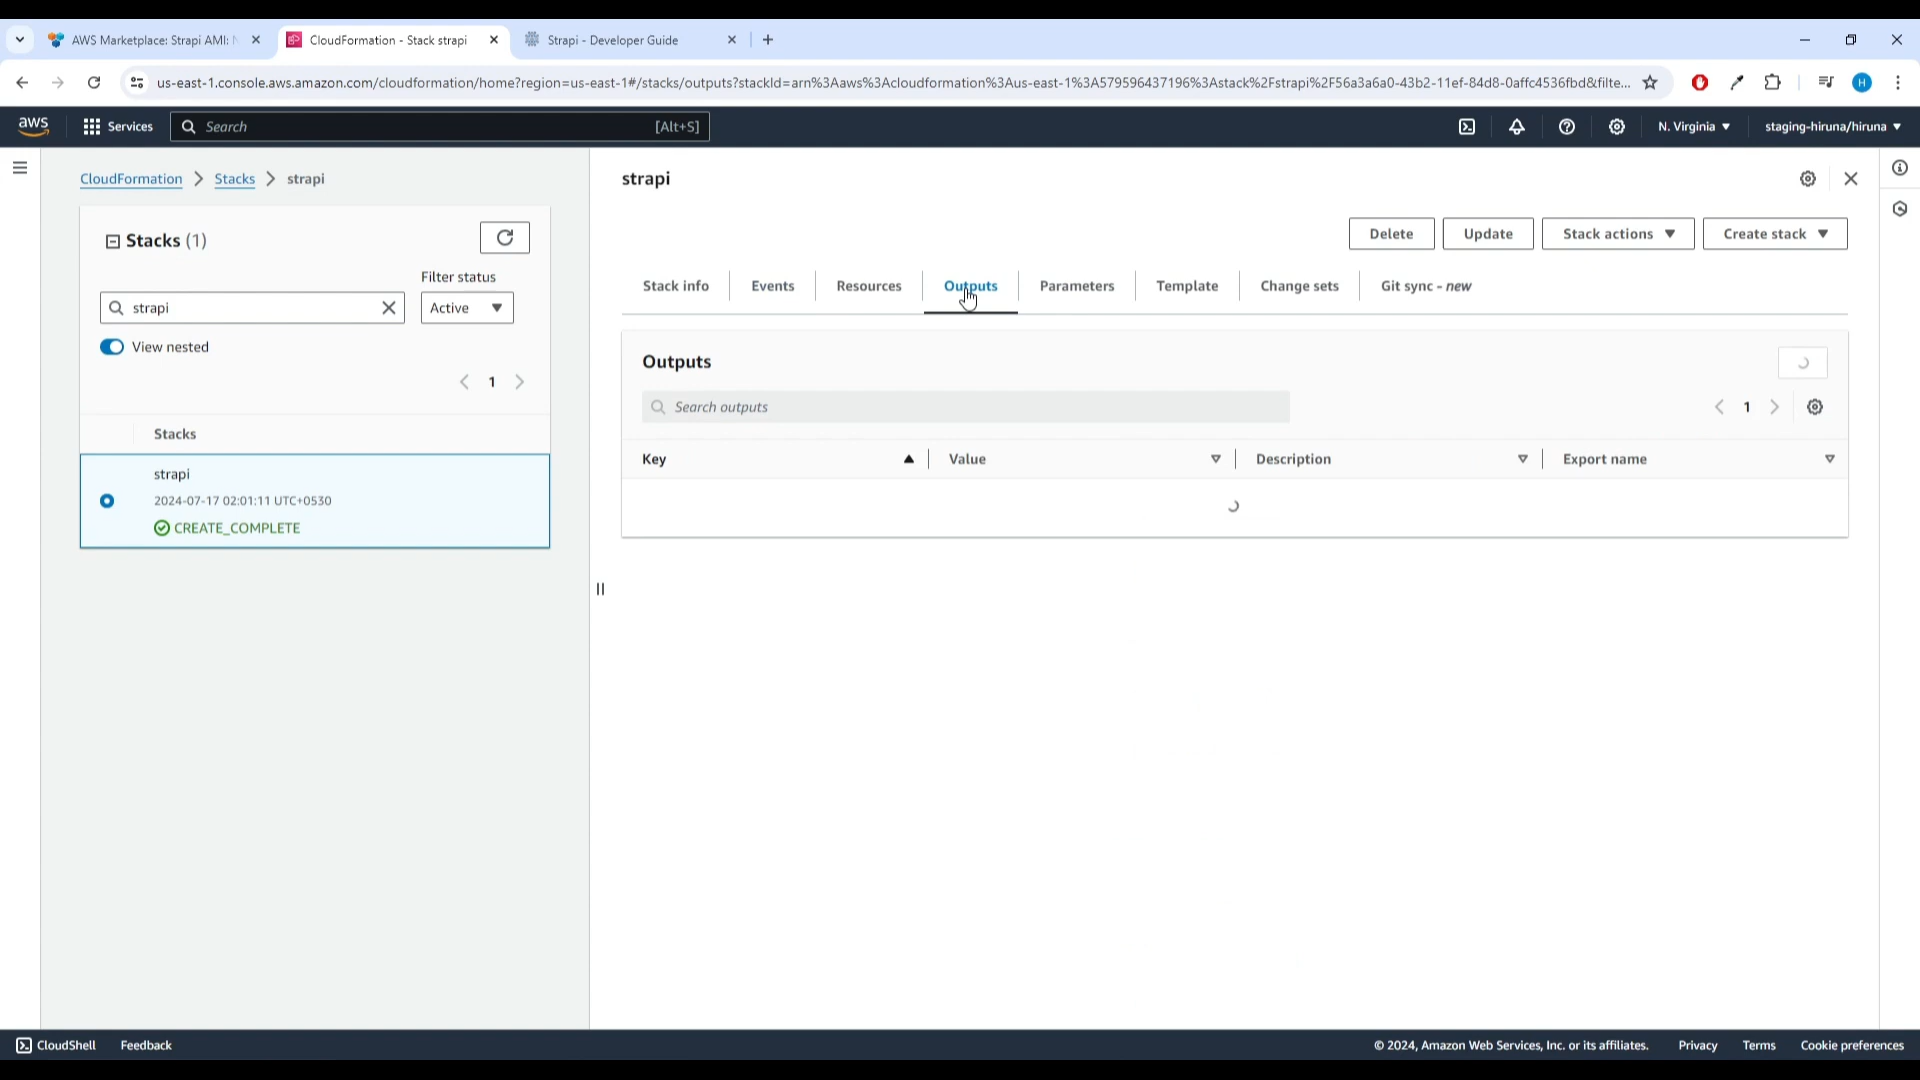 AWS Marketplace: Strapi AMI:
CloudFormation - Stack strapi
Strapi - Developer Guide
us-east-1.console.aws.amazon.com/cloudformation/home?region=us-east-1#/stacks/outputs?stackId=arn%3Aaws%3Acloudformation%3Aus-east-1%3A579596437196%3Astack%2Fstrapi%2F56a3a6a0-43b2-11ef-84d8-0affc4536fbd&filte...
H
aws
Services
Search
[Alt+S]
N. Virginia
staging-hiruna/hiruna
CloudFormation
Stacks
strapi
Stacks (1)
Filter status
strapi
Active
View nested
1
Stacks
strapi
2024-07-17 02:01:11 UTC+0530
CREATE_COMPLETE
strapi
Delete
Update
Stack actions
Create stack
Stack info
Events
Resources
Outputs
Parameters
Template
Change sets
Git sync - new
Outputs
Search outputs
1
Key
Value
Description
Export name
CloudShell
Feedback
© 2024, Amazon Web Services, Inc. or its affiliates.
Privacy
Terms
Cookie preferences